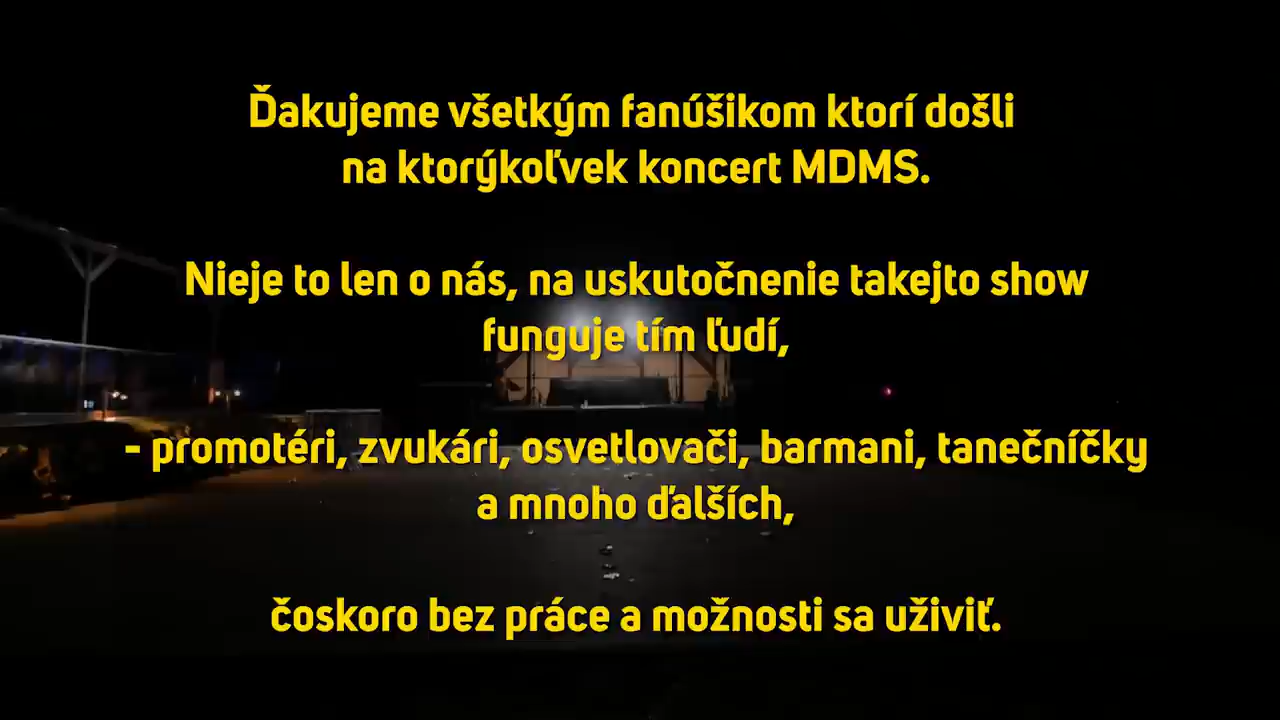 Ďakujeme všetkým fanúšikom ktorí došli
na ktorýkoľvek koncert MDMS.
Nieje to len o nás, na uskutočnenie takejto show
funguje tím ľudí,
- promotéri, zvukári, osvetlovači, barmani, tanečníčky
a mnoho ďalších,
čoskoro bez práce a možnosti sa uživiť.